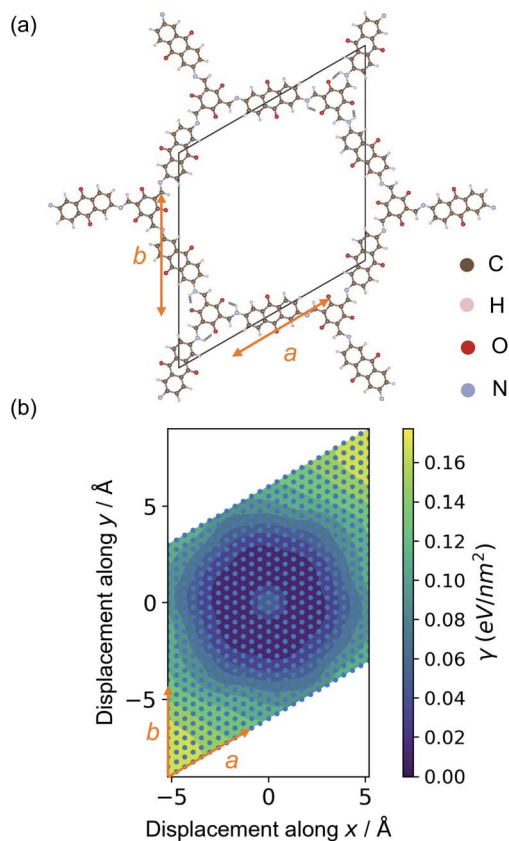 (a)
b
a
C
H
O
N
(b)
Displacement along y / Å
5
0
−5
b
a
−5
0
5
Displacement along x / Å
0.16
0.14
0.12
0.10
0.08
0.06
0.04
0.02
0.00
γ (eV/nm²)